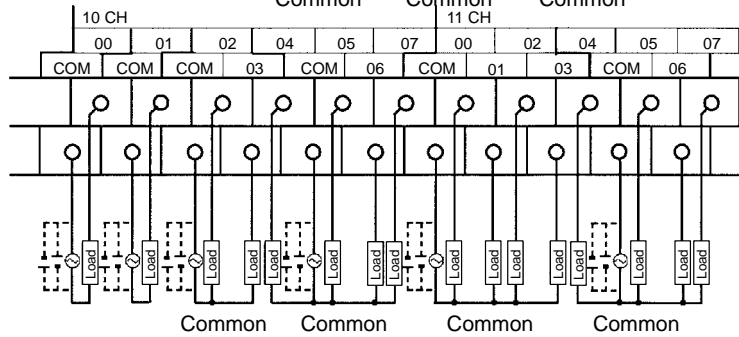 Common Common Common
10 CH 11 CH
00 01 02 04 05 07 00 02 04 05 07
COM COM COM 03 COM 06 COM 01 03 COM 06
Load Load Load Load Load Load Load Load Load Load Load Load Load Load Load Load
Common Common Common Common